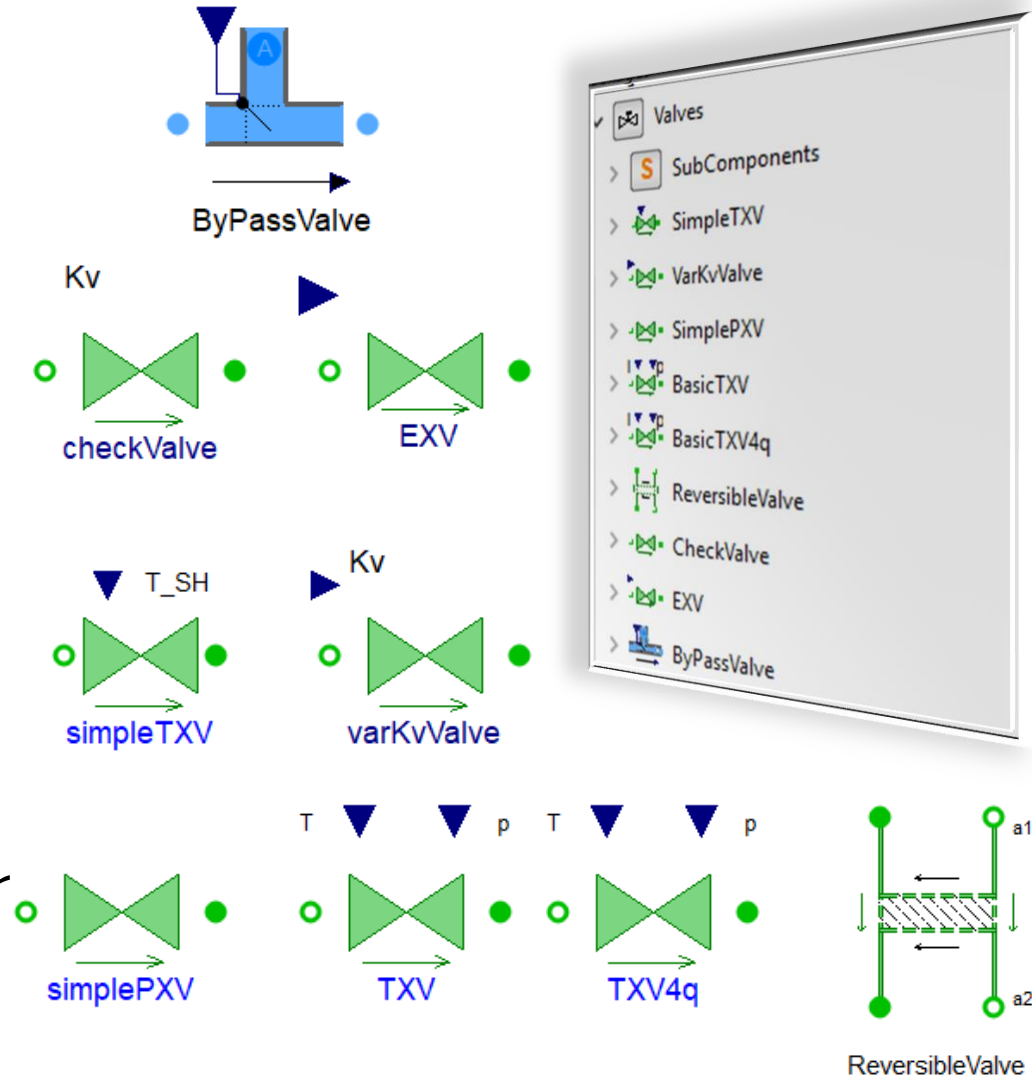 A
ByPassValve
Kv
checkValve
EXV
T_SH
simpleTXV
Kv
varKvValve
simplePXV
T
p
TXV
T
p
TXV4q
a1
a2
ReversibleValve
Valves
S
SubComponents
SimpleTXV
VarKvValve
SimplePXV
p
BasicTXV
p
BasicTXV4q
ReversibleValve
CheckValve
EXV
ByPassValve